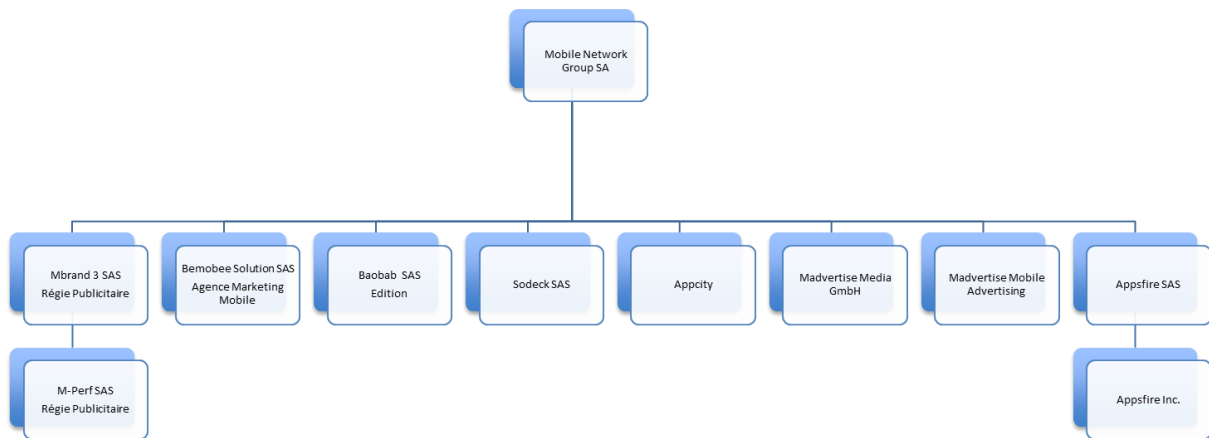 Mobile Network
Group SA
Mbrand 3 SAS
Régie Publicitaire
Bemobee Solution SAS
Agence Marketing
Mobile
Baobab SAS
Edition
Sodeck SAS
Appcity
Madvertise Media
GmbH
Madvertise Mobile
Advertising
Appsfire SAS
M-Perf SAS
Régie Publicitaire
Appsfire Inc.